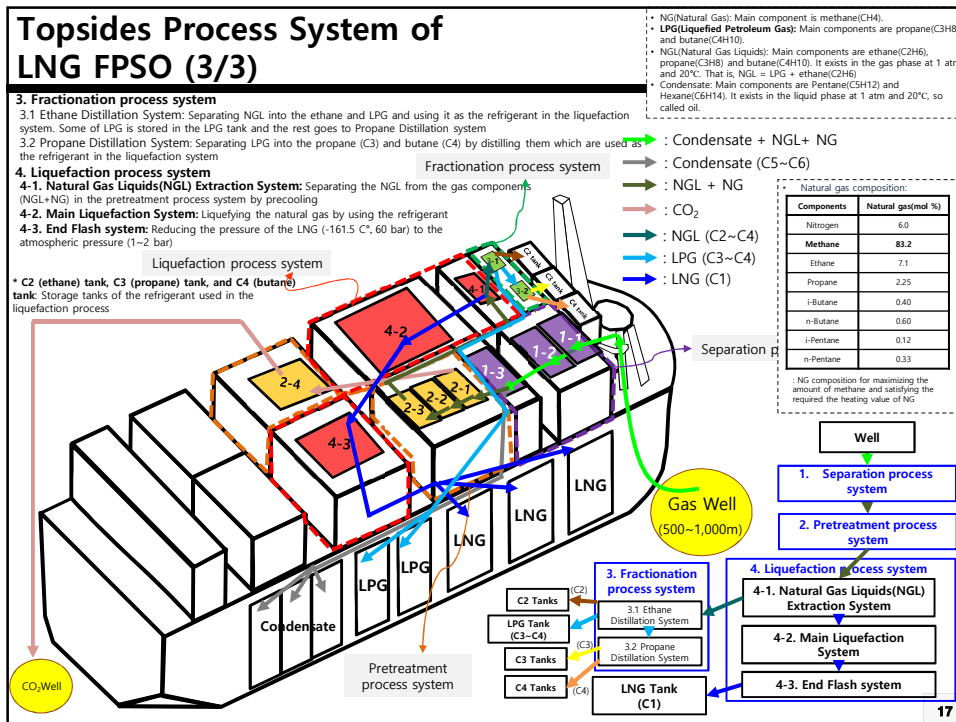 Topsides Process System of
LNG FPSO (3/3)
• NG(Natural Gas): Main component is methane(CH4).
• LPG(Liquefied Petroleum Gas): Main components are propane(C3H8
and butane(C4H10).
• NGL(Natural Gas Liquids): Main components are ethane(C2H6),
propane(C3H8) and butane(C4H10). It exists in the gas phase at 1 atm
and 20℃. That is, NGL = LPG + ethane(C2H6)
• Condensate: Main components are Pentane(C5H12) and
Hexane(C6H14). It exists in the liquid phase at 1 atm and 20℃, so
called oil.
3. Fractionation process system
3.1 Ethane Distillation System: Separating NGL into the ethane and LPG and using it as the refrigerant in the liquefaction
system. Some of LPG is stored in the LPG tank and the rest goes to Propane Distillation system
3.2 Propane Distillation System: Separating LPG into the propane (C3) and butane (C4) by distilling them which are used as
the refrigerant in the liquefaction system
4. Liquefaction process system
4-1. Natural Gas Liquids(NGL) Extraction System: Separating the NGL from the gas components
(NGL+NG) in the pretreatment process system by precooling
4-2. Main Liquefaction System: Liquefying the natural gas by using the refrigerant
4-3. End Flash system: Reducing the pressure of the LNG (-161.5 C°, 60 bar) to the
atmospheric pressure (1~2 bar)
* C2 (ethane) tank, C3 (propane) tank, and C4 (butane)
tank: Storage tanks of the refrigerant used in the
liquefaction process
: Condensate + NGL+ NG
: Condensate (C5~C6)
: NGL + NG
: CO2
: NGL (C2~C4)
: LPG (C3~C4)
: LNG (C1)
• Natural gas composition:
Components Natural gas(mol %)
Nitrogen 6.0
Methane 83.2
Ethane 7.1
Propane 2.25
i-Butane 0.40
n-Butane 0.60
i-Pentane 0.12
n-Pentane 0.33
: NG composition for maximizing the
amount of methane and satisfying the
required the heating value of NG
Fractionation process system
Liquefaction process system
Separation p
Pretreatment
process system
C2 tank
C3 tank
C4 tank
3-1
3-2
4-1
4-2
4-3
1-1
1-2
1-3
2-1
2-2
2-3
2-4
LNG
LNG
LNG
LPG
LPG
Condensate
Gas Well
(500~1,000m)
CO2Well
Well
1. Separation process
system
2. Pretreatment process
system
4. Liquefaction process system
4-1. Natural Gas Liquids(NGL)
Extraction System
4-2. Main Liquefaction
System
4-3. End Flash system
3. Fractionation
process system
3.1 Ethane
Distillation System
3.2 Propane
Distillation System
(C2)
(C3)
(C4)
C2 Tanks
LPG Tank
(C3~C4)
C3 Tanks
C4 Tanks
LNG Tank
(C1)
17